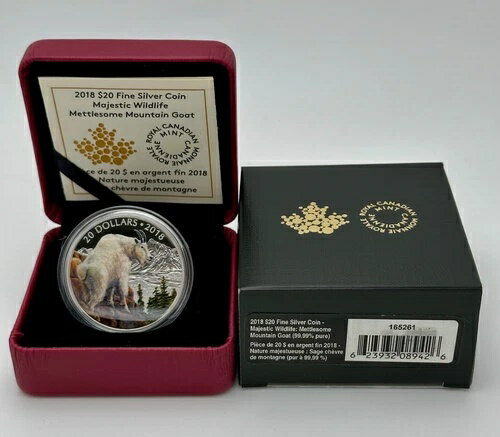 2018 $20 Fine Silver Coin
Majestic Wildlife
Mettlesome Mountain Goat
ROYAL CANADIAN MINT
MONNAIE ROYALE CANADIENNE
Pièce de 20 $ en argent fin 2018
Nature majestueuse
chèvre de montagne
20 DOLLARS • 2018
ROYAL CANADIAN MINT
MONNAIE ROYALE CANADIENNE
2018 $20 Fine Silver Coin -
Majestic Wildlife: Mettlesome
Mountain Goat (99.99% pure)
Pièce de 20 $ en argent fin 2018 -
Nature majestueuse : Sage chèvre
de montagne (pur à 99,99 %)
165261
6 23932 08942 6